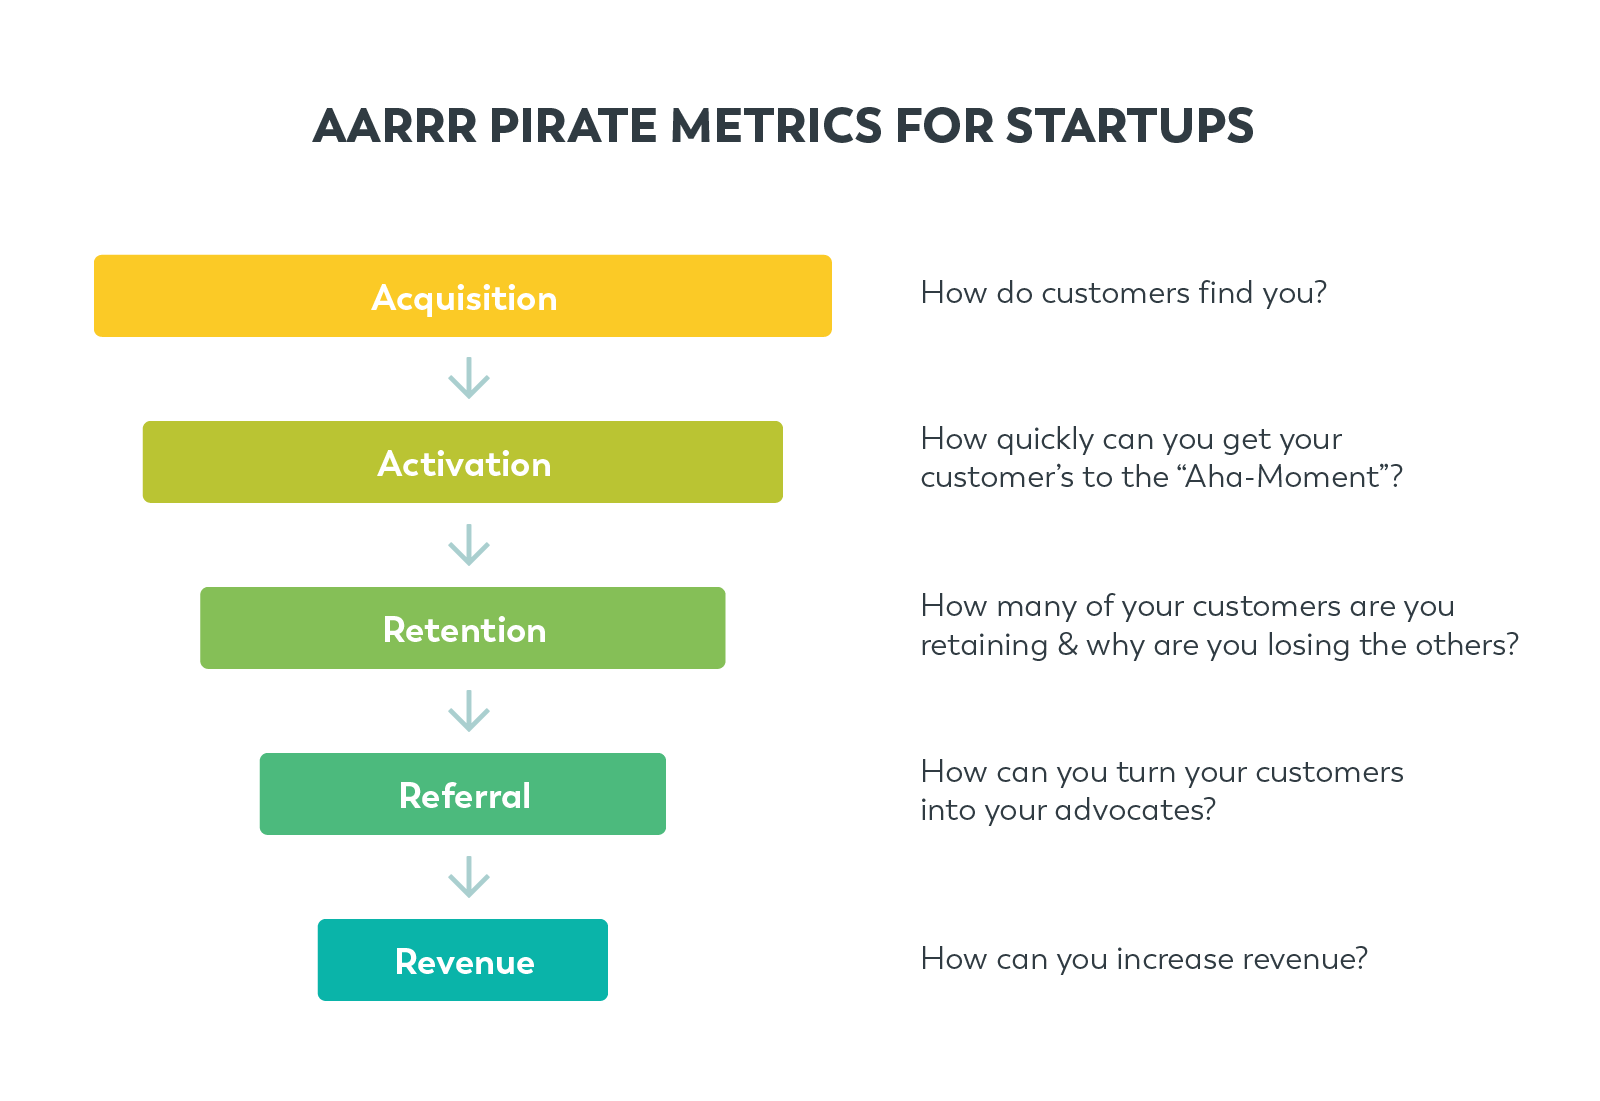 AARRR PIRATE METRICS FOR STARTUPS
Acquisition
How do customers find you?
Activation
How quickly can you get your
customer’s to the “Aha-Moment”?
Retention
How many of your customers are you
retaining & why are you losing the others?
Referral
How can you turn your customers
into your advocates?
Revenue
How can you increase revenue?